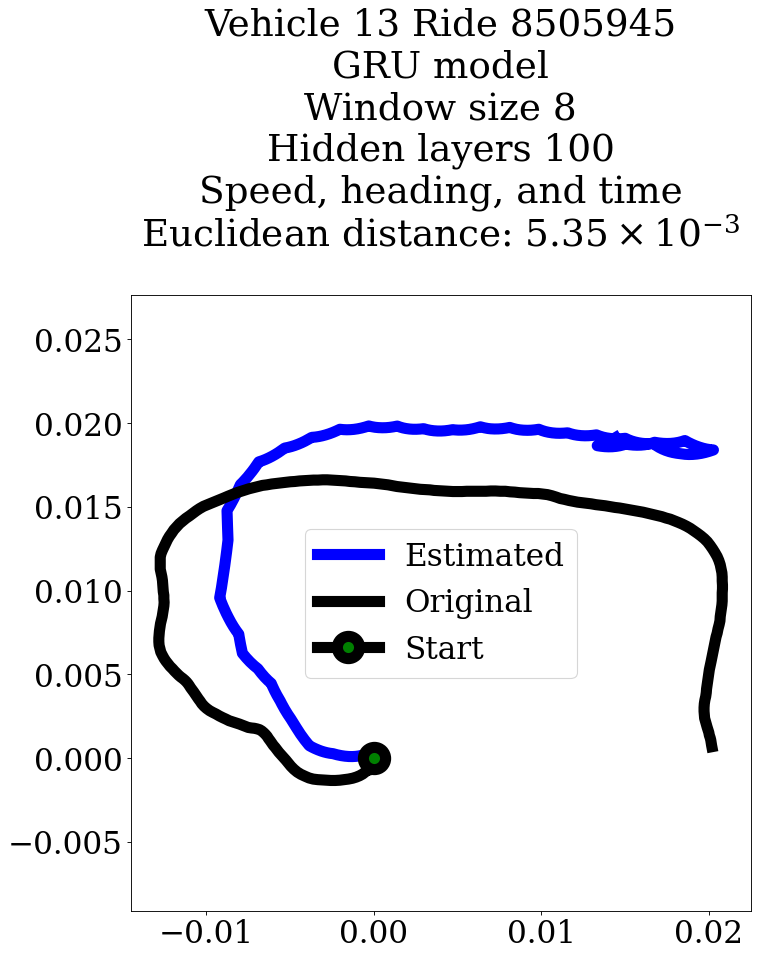 Vehicle 13 Ride 8505945
GRU model
Window size 8
Hidden layers 100
Speed, heading, and time
Euclidean distance: 5.35 × 10⁻³
0.025
0.020
0.015
0.010
0.005
0.000
−0.005
Estimated
Original
Start
−0.01 0.00 0.01 0.02